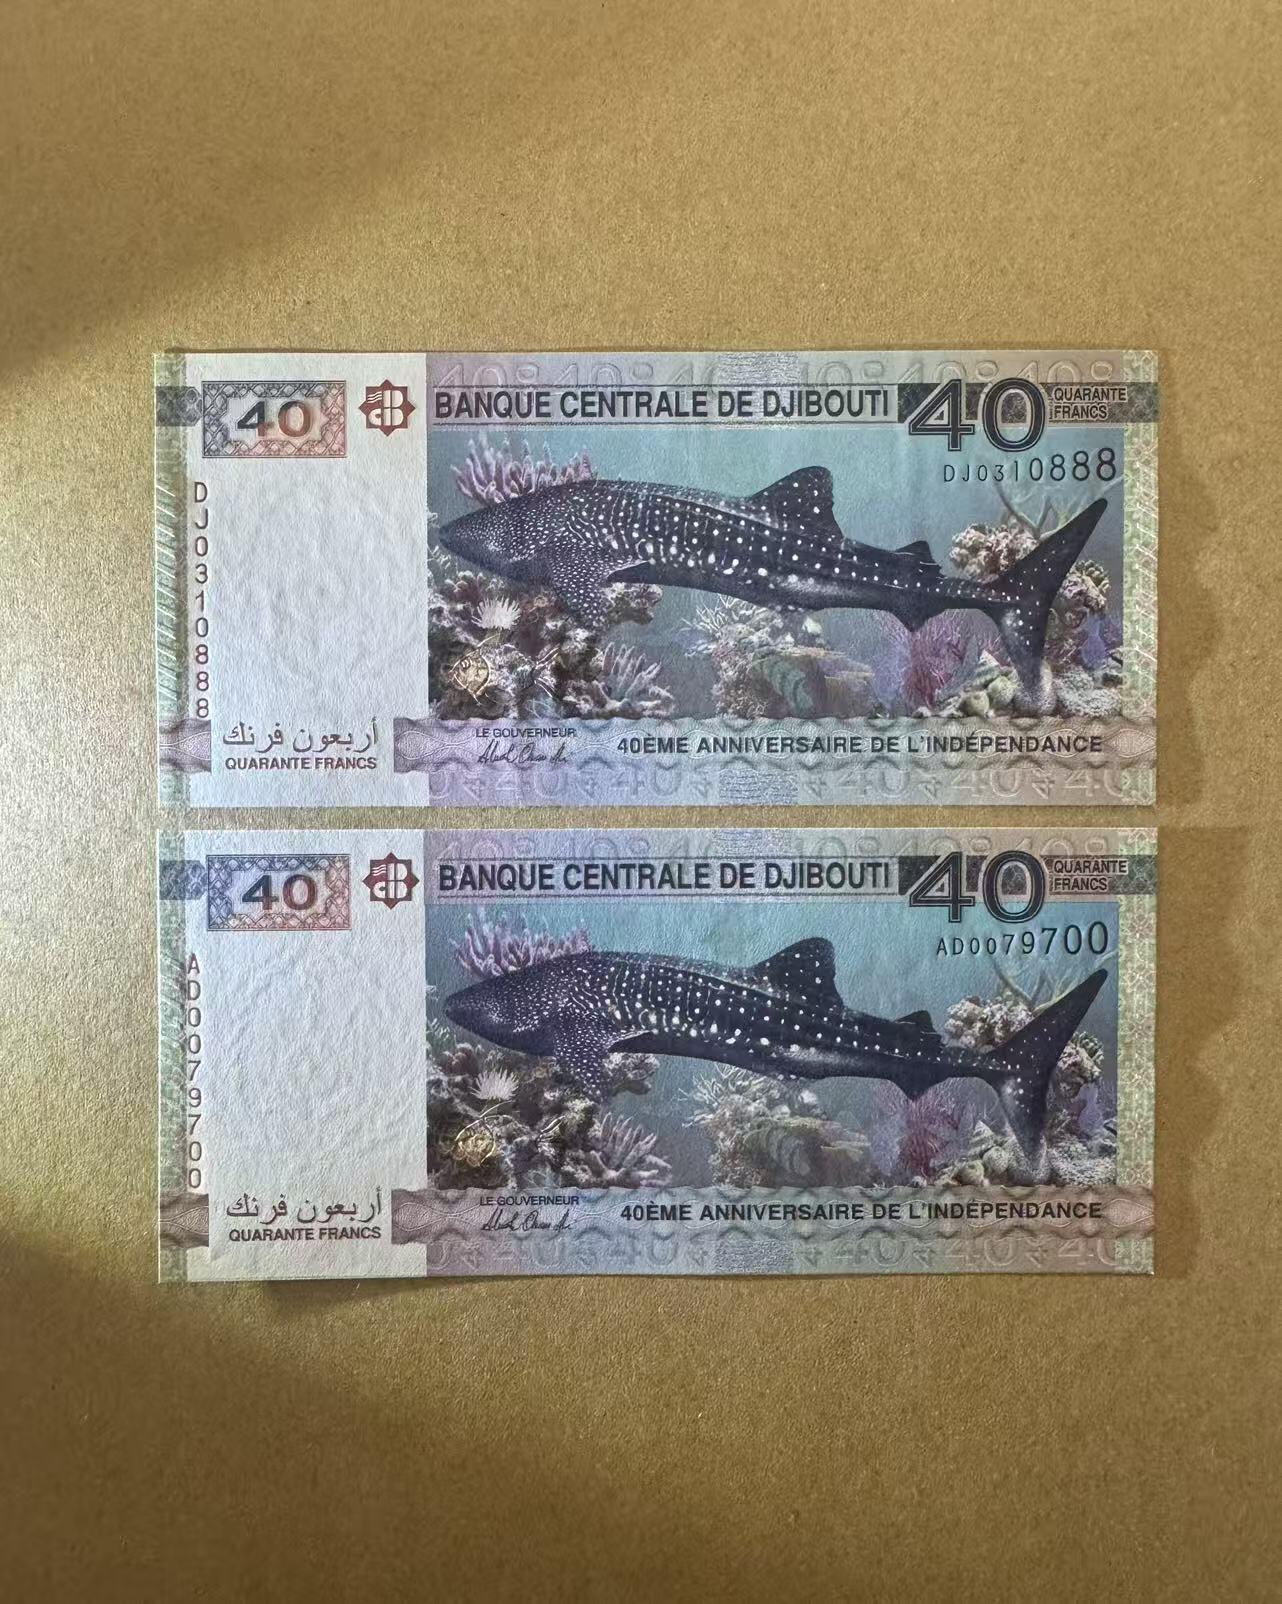 40
BANQUE CENTRALE DE DJIBOUTI
40
QUARANTE
FRANCS
DJ0310888
DJ0310888
أربعون فرنك
QUARANTE FRANCS
LE GOUVERNEUR
40ÈME ANNIVERSAIRE DE L'INDÉPENDANCE
40
BANQUE CENTRALE DE DJIBOUTI
40
QUARANTE
FRANCS
AD0079700
AD0079700
أربعون فرنك
QUARANTE FRANCS
LE GOUVERNEUR
40ÈME ANNIVERSAIRE DE L'INDÉPENDANCE